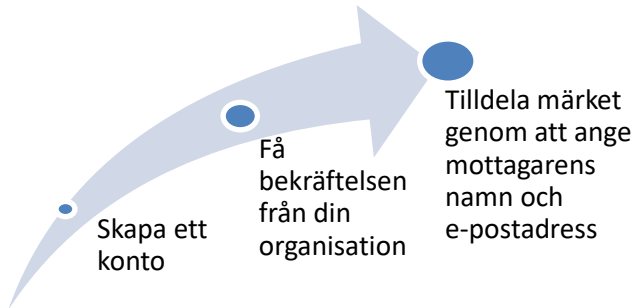 Skapa ett
konto
Få
bekräftelsen
från din
organisation
Tilldela märket
genom att ange
mottagarens
namn och
e-postadress